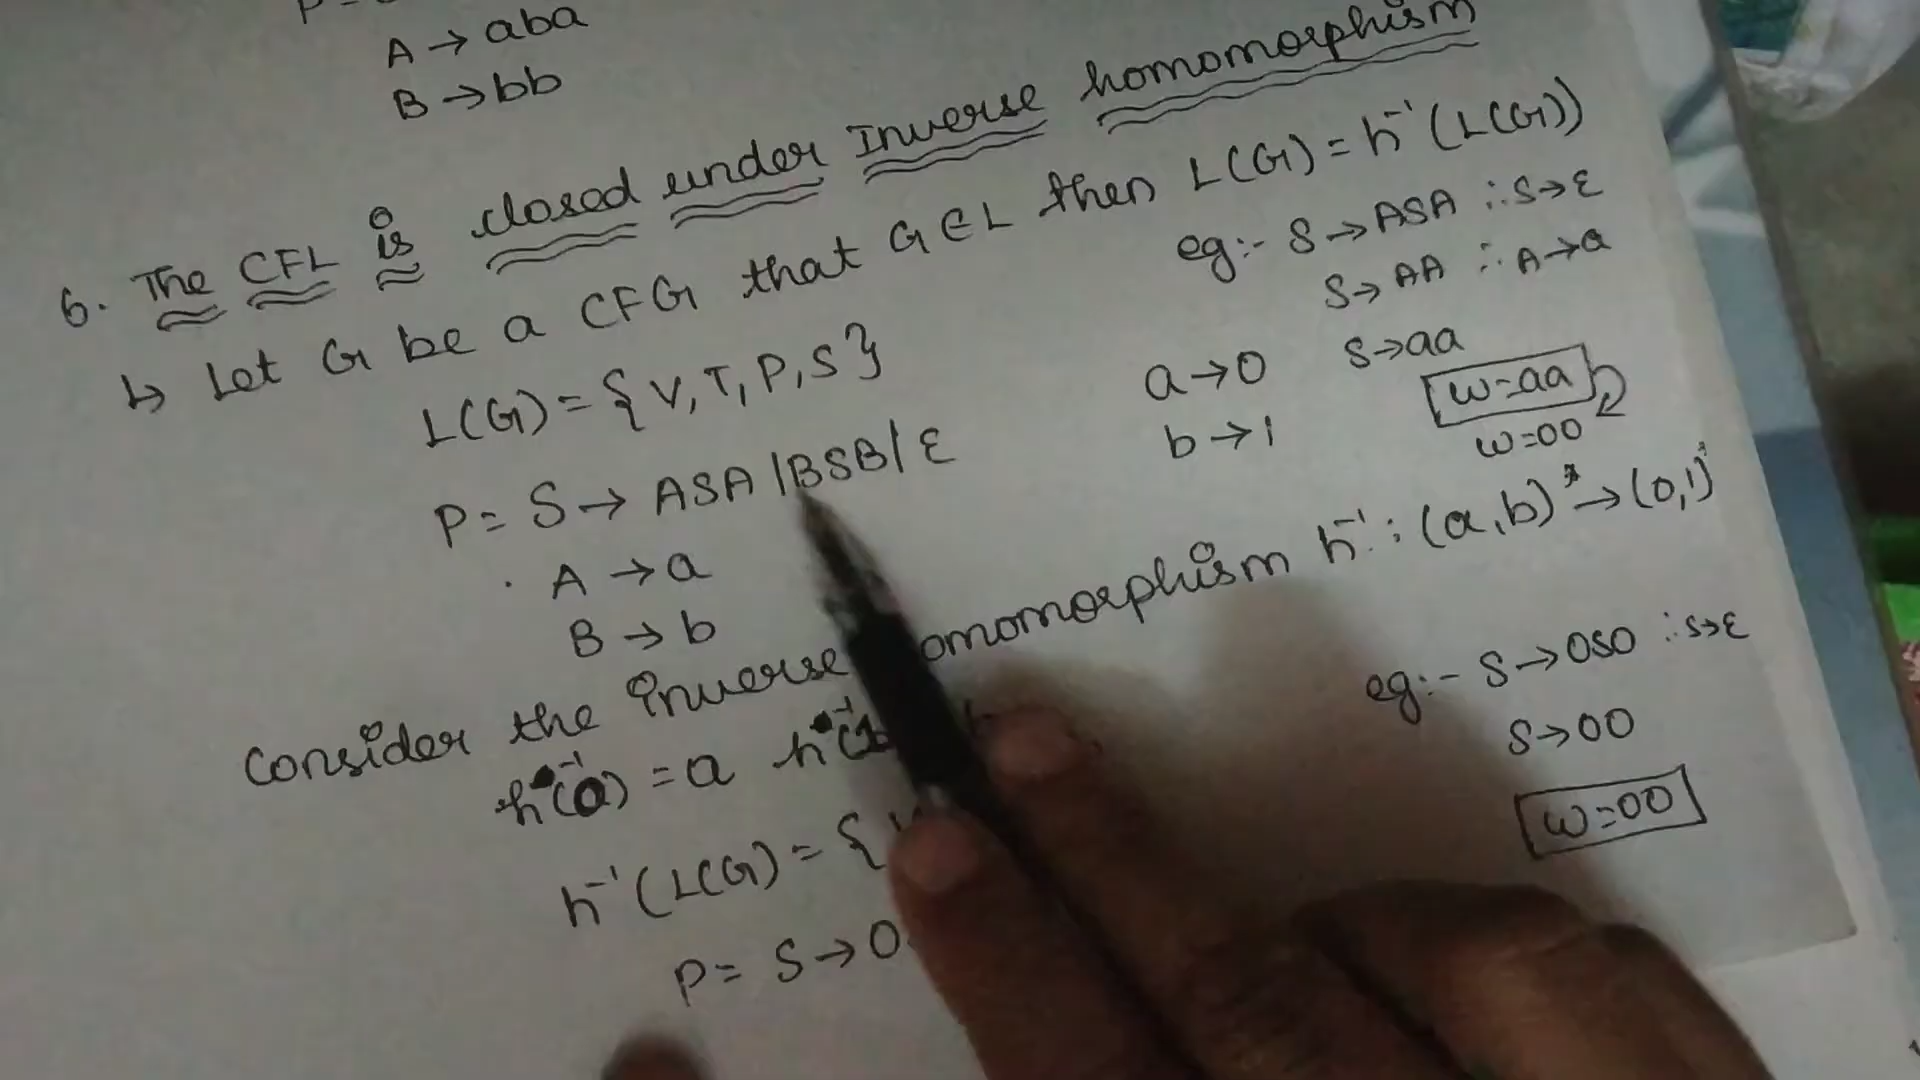 A → aba
B → bb
6. The CFL is closed under Inverse homomorphism
↳ Let G be a CFG that G ∈ L then L(G) = h⁻¹(L(G))
L(G) = {V, T, P, S}
P = S → ASA | BSB | ε
A → a
B → b
eg:- S → ASA ∵ S → ε
S → AA ∵ A → a
S → aa
w=aa
w=00
a → 0
b → 1
Consider the inverse homomorphism h⁻¹ : (a,b)* → (0,1)*
h⁻¹(0) = a h⁻¹(1)
h⁻¹(L(G) = {
P = S → 0
eg:- S → 0S0 ∵ S → ε
S → 00
w=00